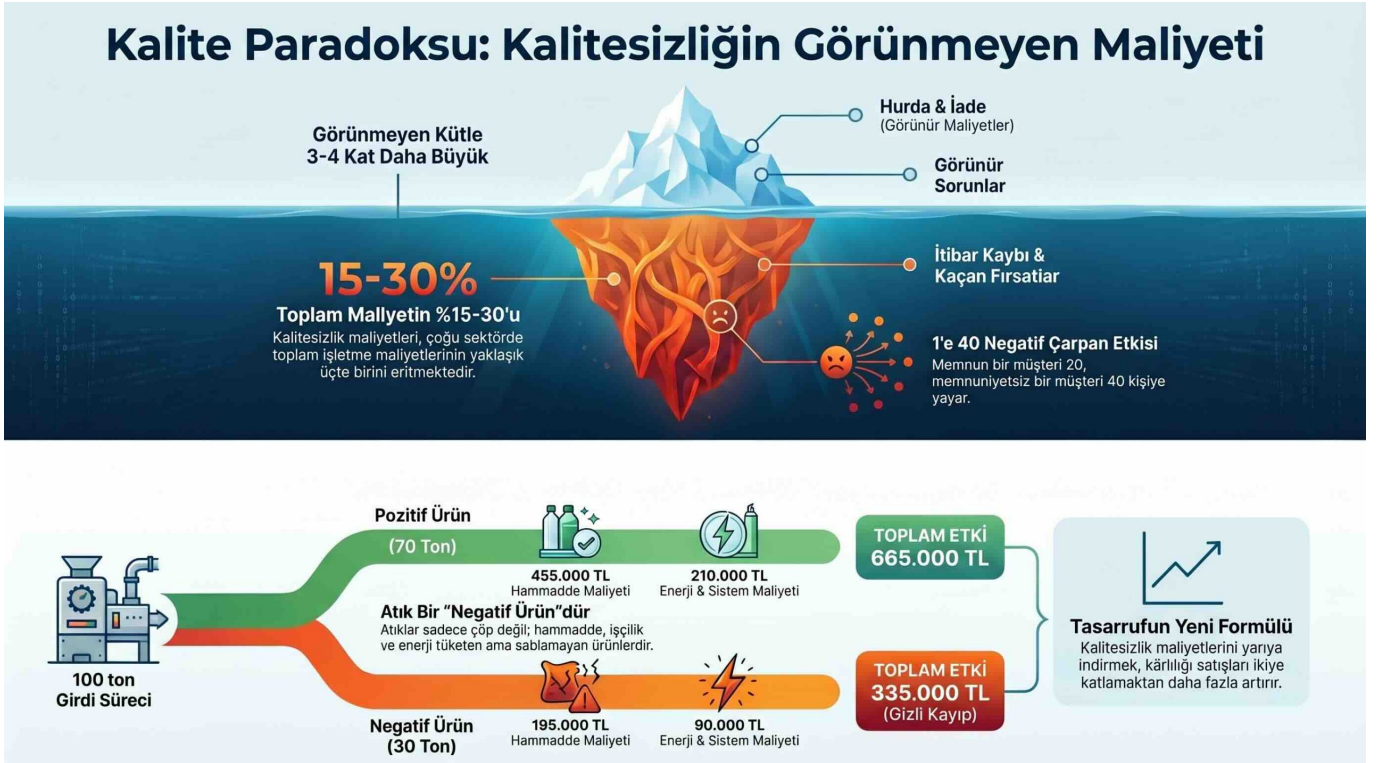 Kalite Paradoksu: Kalitesizliğin Görünmeyen Maliyeti
Görünmeyen Kütle
3-4 Kat Daha Büyük
Hurda & İade
(Görünür Maliyetler)
Görünür
Sorunlar
15-30%
Toplam Mallyetin %15-30'u
Kalitesizlik maliyetleri, çoğu sektörde
toplam işletme maliyetlerinin yaklaşık
üçte birini eritmektedir.
İtibar Kaybı &
Kaçan Fırsatiar
1'e 40 Negatif Çarpan Etkisi
Memnun bir müşteri 20,
memnuniyetsiz bir müşteri 40 kişiye
yayar.
100 ton
Girdi Süreci
Pozitif Ürün
(70 Ton)
455.000 TL
Hammadde Maliyeti
210.000 TL
Enerji & Sistem Maliyeti
TOPLAM ETKİ
665.000 TL
Atık Bir "Negatif Ürün"dür
Atıklar sadece çöp değil; hammadde, işçilik
ve enerji tüketen ama sablamayan ürünlerdir.
Negatif Ürün
(30 Ton)
195.000 TL
Hammadde Maliyeti
90.000 TL
Enerji & Sistem Maliyeti
TOPLAM ETKİ
335.000 TL
(Gizli Kayıp)
Tasarrufun Yeni Formülü
Kalitesizlik maliyetlerini yarıya
indirmek, kârlılığı satışları ikiye
katlamaktan daha fazla artırır.